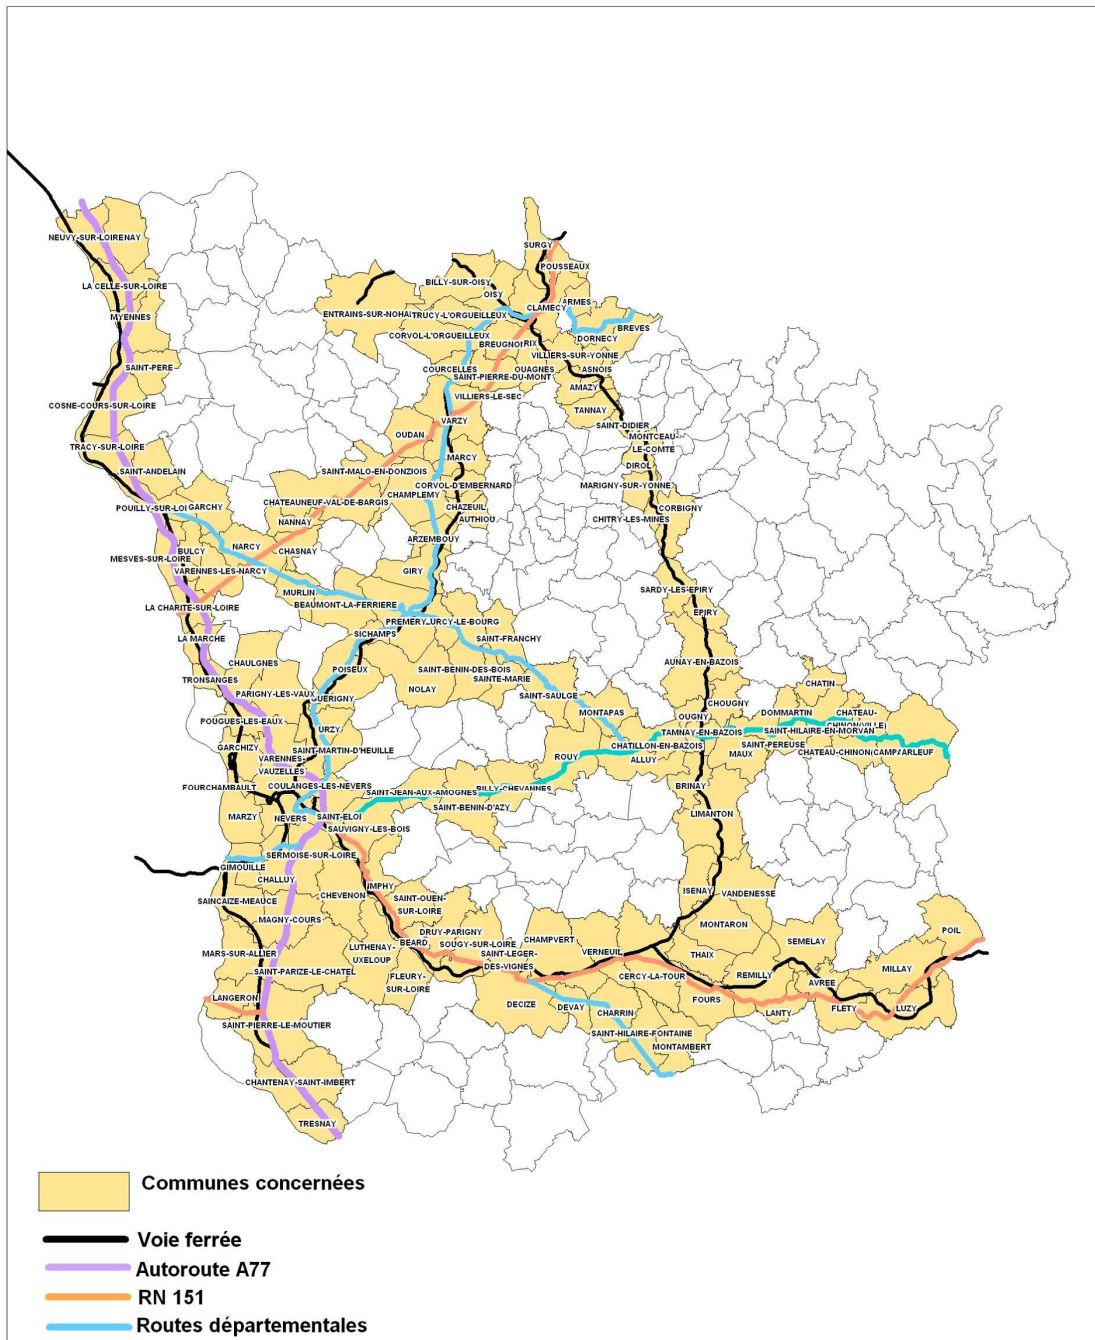 SURGY
NEUVY-SUR-LOIRE
NAY
POUSSEAUX
BILLY-SUR-OISY
LA CELLE-SUR-LOIRE
OISY
ARMES
CLAMECY
ENTRAINS-SUR-NOHAI
TRUCY-L'ORGUEILLEUX
MYENNES
BREVES
CORVOL-L'ORGUEILLEUX
DORNECY
BREUGNO
RIX
VILLIERS-SUR-YONNE
SAINT-PERE
COURCELLES
OUAGNES
ASNOIS
SAINT-PIERRE-DU-MONT
AMAZY
VILLIERS-LE-SEC
COSNE-COURS-SUR-LOIRE
TANNAY
VARZY
SAINT-DIDIER
OUDAN
MONTCEAU-
LE-COMTE
TRACY-SUR-LOIRE
MARCY
DIROL
SAINT-ANDELAIN
SAINT-MALO-EN-DONZIOIS
CORVOL-D'EMBERNARD
MARIGNY-SUR-YONNE
CHAMPLEMY
CHATEAUNEUF-VAL-DE-BARGIS
POUILLY-SUR-LOI
GARCHY
CHAZEUIL
CORBIGNY
NANNAY
AUTHIOU
CHITRY-LES-MINES
ARZEMBOUY
NARCY
BULCY
CHASNAY
MESVES-SUR-LOIRE
VARENNES-LES-NARCY
GIRY
MURLIN
SARDY-LES-EPIRY
BEAUMONT-LA-FERRIERE
LA CHARITE-SUR-LOIRE
EPIRY
PREMERY
LURCY-LE-BOURG
SICHAMPS
LA MARCHE
SAINT-FRANCHY
CHAULGNES
POISEUX
SAINT-BENIN-DES-BOIS
AUNAY-EN-BAZOIS
TRONSANGES
SAINTE-MARIE
CHATIN
NOLAY
PARIGNY-LES-VAUX
GUERIGNY
SAINT-SAULGE
CHOUGNY
MONTAPAS
DOMMARTIN
CHATEAU-
CHINON(VILLE)
OUGNY
POUGUES-LES-EAUX
URZY
TAMNAY-EN-BAZOIS
SAINT-HILAIRE-EN-MORVAN
GARCHIZY
SAINT-MARTIN-D'HEUILLE
CHATILLON-EN-BAZOIS
SAINT-PEREUSE
CHATEAU-CHINON(CAMP
ARLEUF
VARENNES-
VAUZELLES
ROUY
ALLUY
MAUX
FOURCHAMBAULT
COULANGES-LES-NEVERS
SAINT-JEAN-AUX-AMOGNES
BILLY-CHEVANNES
BRINAY
SAINT-BENIN-D'AZY
MARZY
NEVERS
SAINT-ELOI
LIMANTON
SAUVIGNY-LES-BOIS
SERMOISE-SUR-LOIRE
GIMOUILLE
CHALLUY
IMPHY
CHEVENON
SAINT-OUEN-
SUR-LOIRE
ISENAY
VANDENESSE
SAINCAIZE-MEAUCE
MAGNY-COURS
MONTARON
POIL
DRUY-PARIGNY
CHAMPVERT
SEMELAY
BEARD
SOUGY-SUR-LOIRE
LUTHENAY-
UXELOUP
MARS-SUR-ALLIER
SAINT-LEGER-
DES-VIGNES
VERNEUIL
THAIX
MILLAY
SAINT-PARIZE-LE-CHATEL
FLEURY-
SUR-LOIRE
CERCY-LA-TOUR
REMILLY
AVREE
LANGERON
DECIZE
DEVAY
CHARRIN
FOURS
LANTY
FLETY
LUZY
SAINT-PIERRE-LE-MOUTIER
SAINT-HILAIRE-FONTAINE
MONTAMBERT
CHANTENAY-SAINT-IMBERT
TRESNAY
Communes concernées
Voie ferrée
Autoroute A77
RN 151
Routes départementales